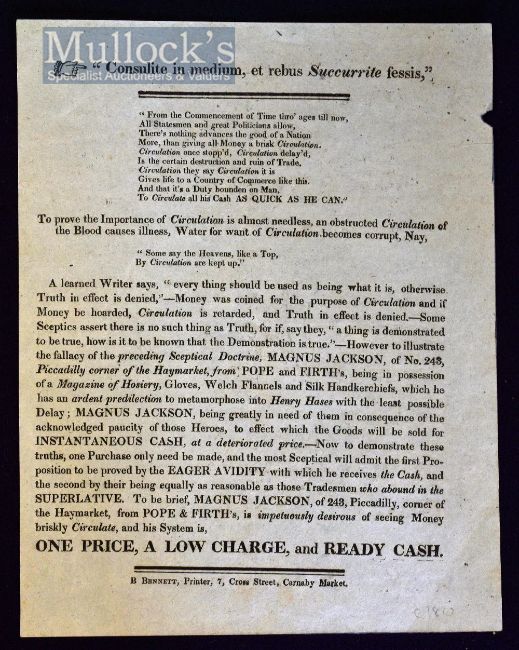 Mullock's
Specialist Auctioneers & Valuers
"Consulite in medium, et rebus Succurrite fessis,"
"From the Commencement of Time thro' ages till now,
All Statesmen and great Politicians allow,
There's nothing advances the good of a Nation
More, than giving all Money a brisk Circulation.
Circulation once stopp'd, Circulation delay'd,
Is the certain destruction and ruin of Trade,
Circulation they say Circulation it is
Gives life to a Country of Commerce like this.
And that it's a Duty bounden on Man,
To Circulate all his Cash AS QUICK AS HE CAN."
To prove the Importance of Circulation is almost needless, an obstructed Circulation of
the Blood causes illness, Water for want of Circulation becomes corrupt, Nay,
"Some say the Heavens, like a Top,
By Circulation are kept up."
A learned Writer says, "every thing should be used as being what it is, otherwise
Truth in effect is denied,"—Money was coined for the purpose of Circulation and if
Money be hoarded, Circulation is retarded, and Truth in effect is denied.—Some
Sceptics assert there is no such thing as Truth, for if, say they, "a thing is demonstrated
to be true, how is it to be known that the Demonstration is true."—However to illustrate
the fallacy of the preceding Sceptical Doctrine, MAGNUS JACKSON, of No. 243,
Piccadilly corner of the Haymarket, from POPE and FIRTH's, being in possession
of a Magazine of Hosiery, Gloves, Welch Flannels and Silk Handkerchiefs, which he
has an ardent predilection to metamorphose into Henry Hases with the least possible
Delay; MAGNUS JACKSON, being greatly in need of them in consequence of the
acknowledged paucity of those Heroes, to effect which the Goods will be sold for
INSTANTANEOUS CASH, at a deteriorated price.—Now to demonstrate these
truths, one Purchase only need be made, and the most Sceptical will admit the first Pro-
position to be proved by the EAGER AVIDITY with which he receives the Cash, and
the second by their being equally as reasonable as those Tradesmen who abound in the
SUPERLATIVE. To be brief, MAGNUS JACKSON, of 243, Piccadilly, corner of
the Haymarket, from POPE & FIRTH's, is impetuously desirous of seeing Money
briskly Circulate, and his System is,
ONE PRICE, A LOW CHARGE, and READY CASH.
B BENNETT, Printer, 7, Cross Street, Carnaby Market.